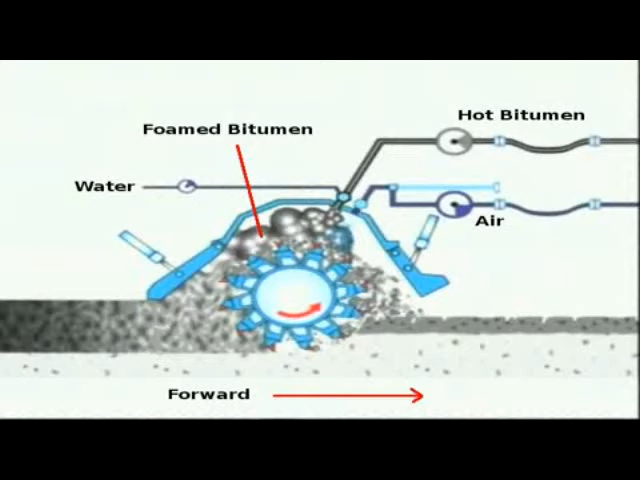 Hot Bitumen
Foamed Bitumen
Water
Air
Forward